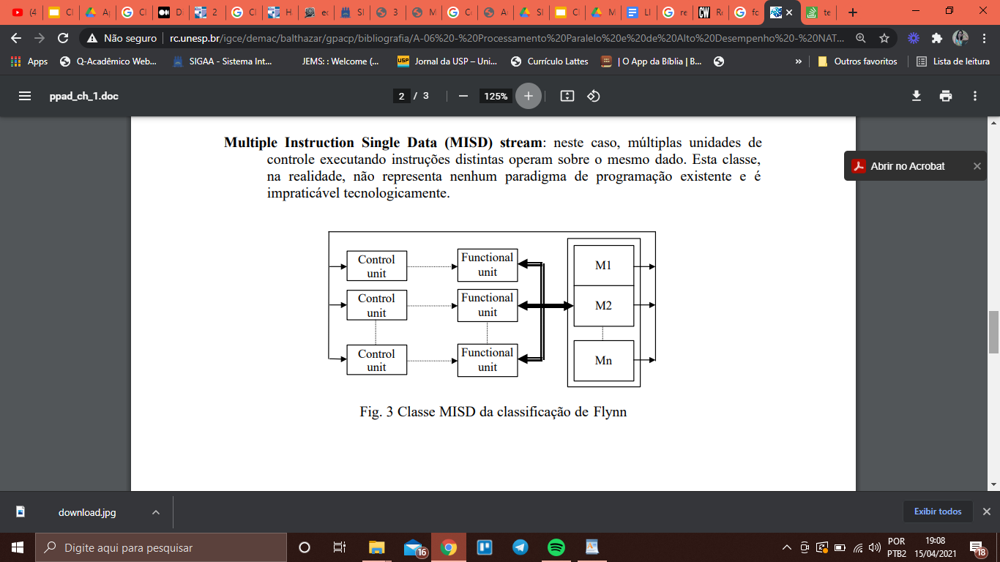 (4
Cl
A
Cl
D
2
Cl
H
ec
SI
3
M
C
A
SI
Cl
M
LI
re
R
fc
te
Não seguro
rc.unesp.br/igce/demac/balthazar/gpacp/bibliografia/A-06%20-%20Processamento%20Paralelo%20e%20de%20Alto%20Desempenho%20-%20NAT...
Apps
Q-Acadêmico Web...
SIGAA - Sistema Int...
JEMS: : Welcome (...
USP
Jornal da USP – Uni...
Currículo Lattes
| O App da Bíblia | B...
»
Outros favoritos
Lista de leitura
ppad_ch_1.doc
2 / 3
125%
Abrir no Acrobat
Multiple Instruction Single Data (MISD) stream: neste caso, múltiplas unidades de
controle executando instruções distintas operam sobre o mesmo dado. Esta classe,
na realidade, não representa nenhum paradigma de programação existente e é
impraticável tecnologicamente.
Control
unit
Functional
unit
M1
Control
unit
Functional
unit
M2
Control
unit
Functional
unit
Mn
Fig. 3 Classe MISD da classificação de Flynn
download.jpg
Exibir todos
Digite aqui para pesquisar
16
POR
PTB2
19:08
15/04/2021
18